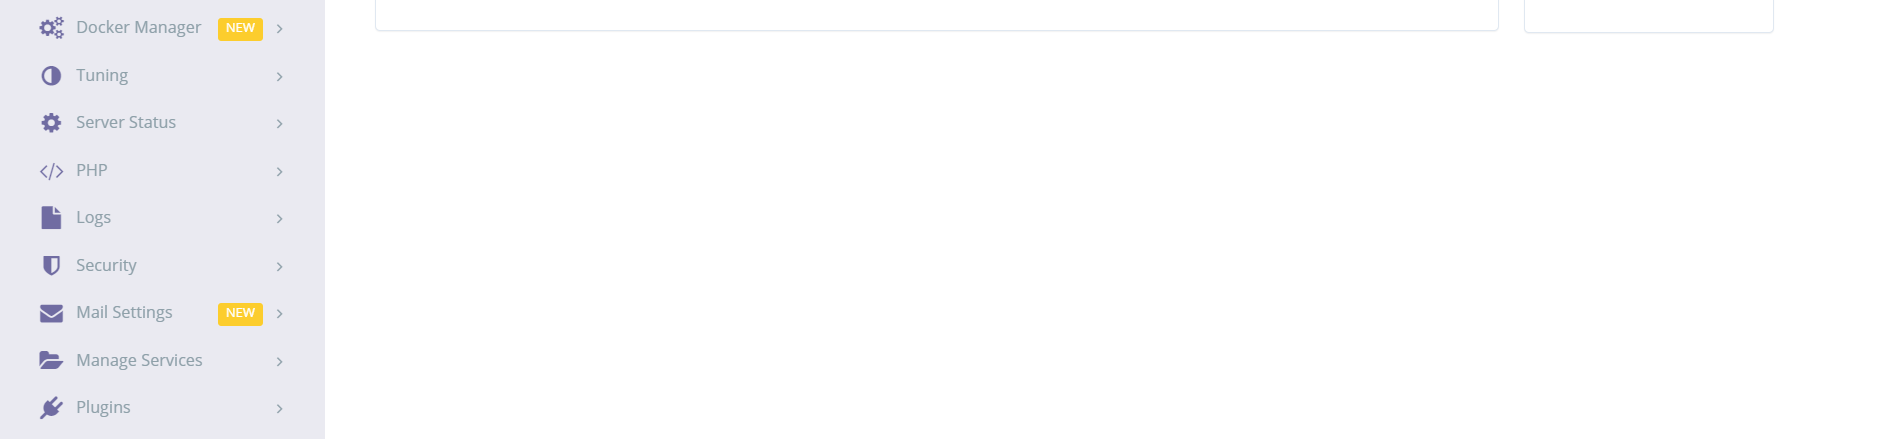 Docker Manager NEW
Tuning
Server Status
PHP
Logs
Security
Mail Settings NEW
Manage Services
Plugins